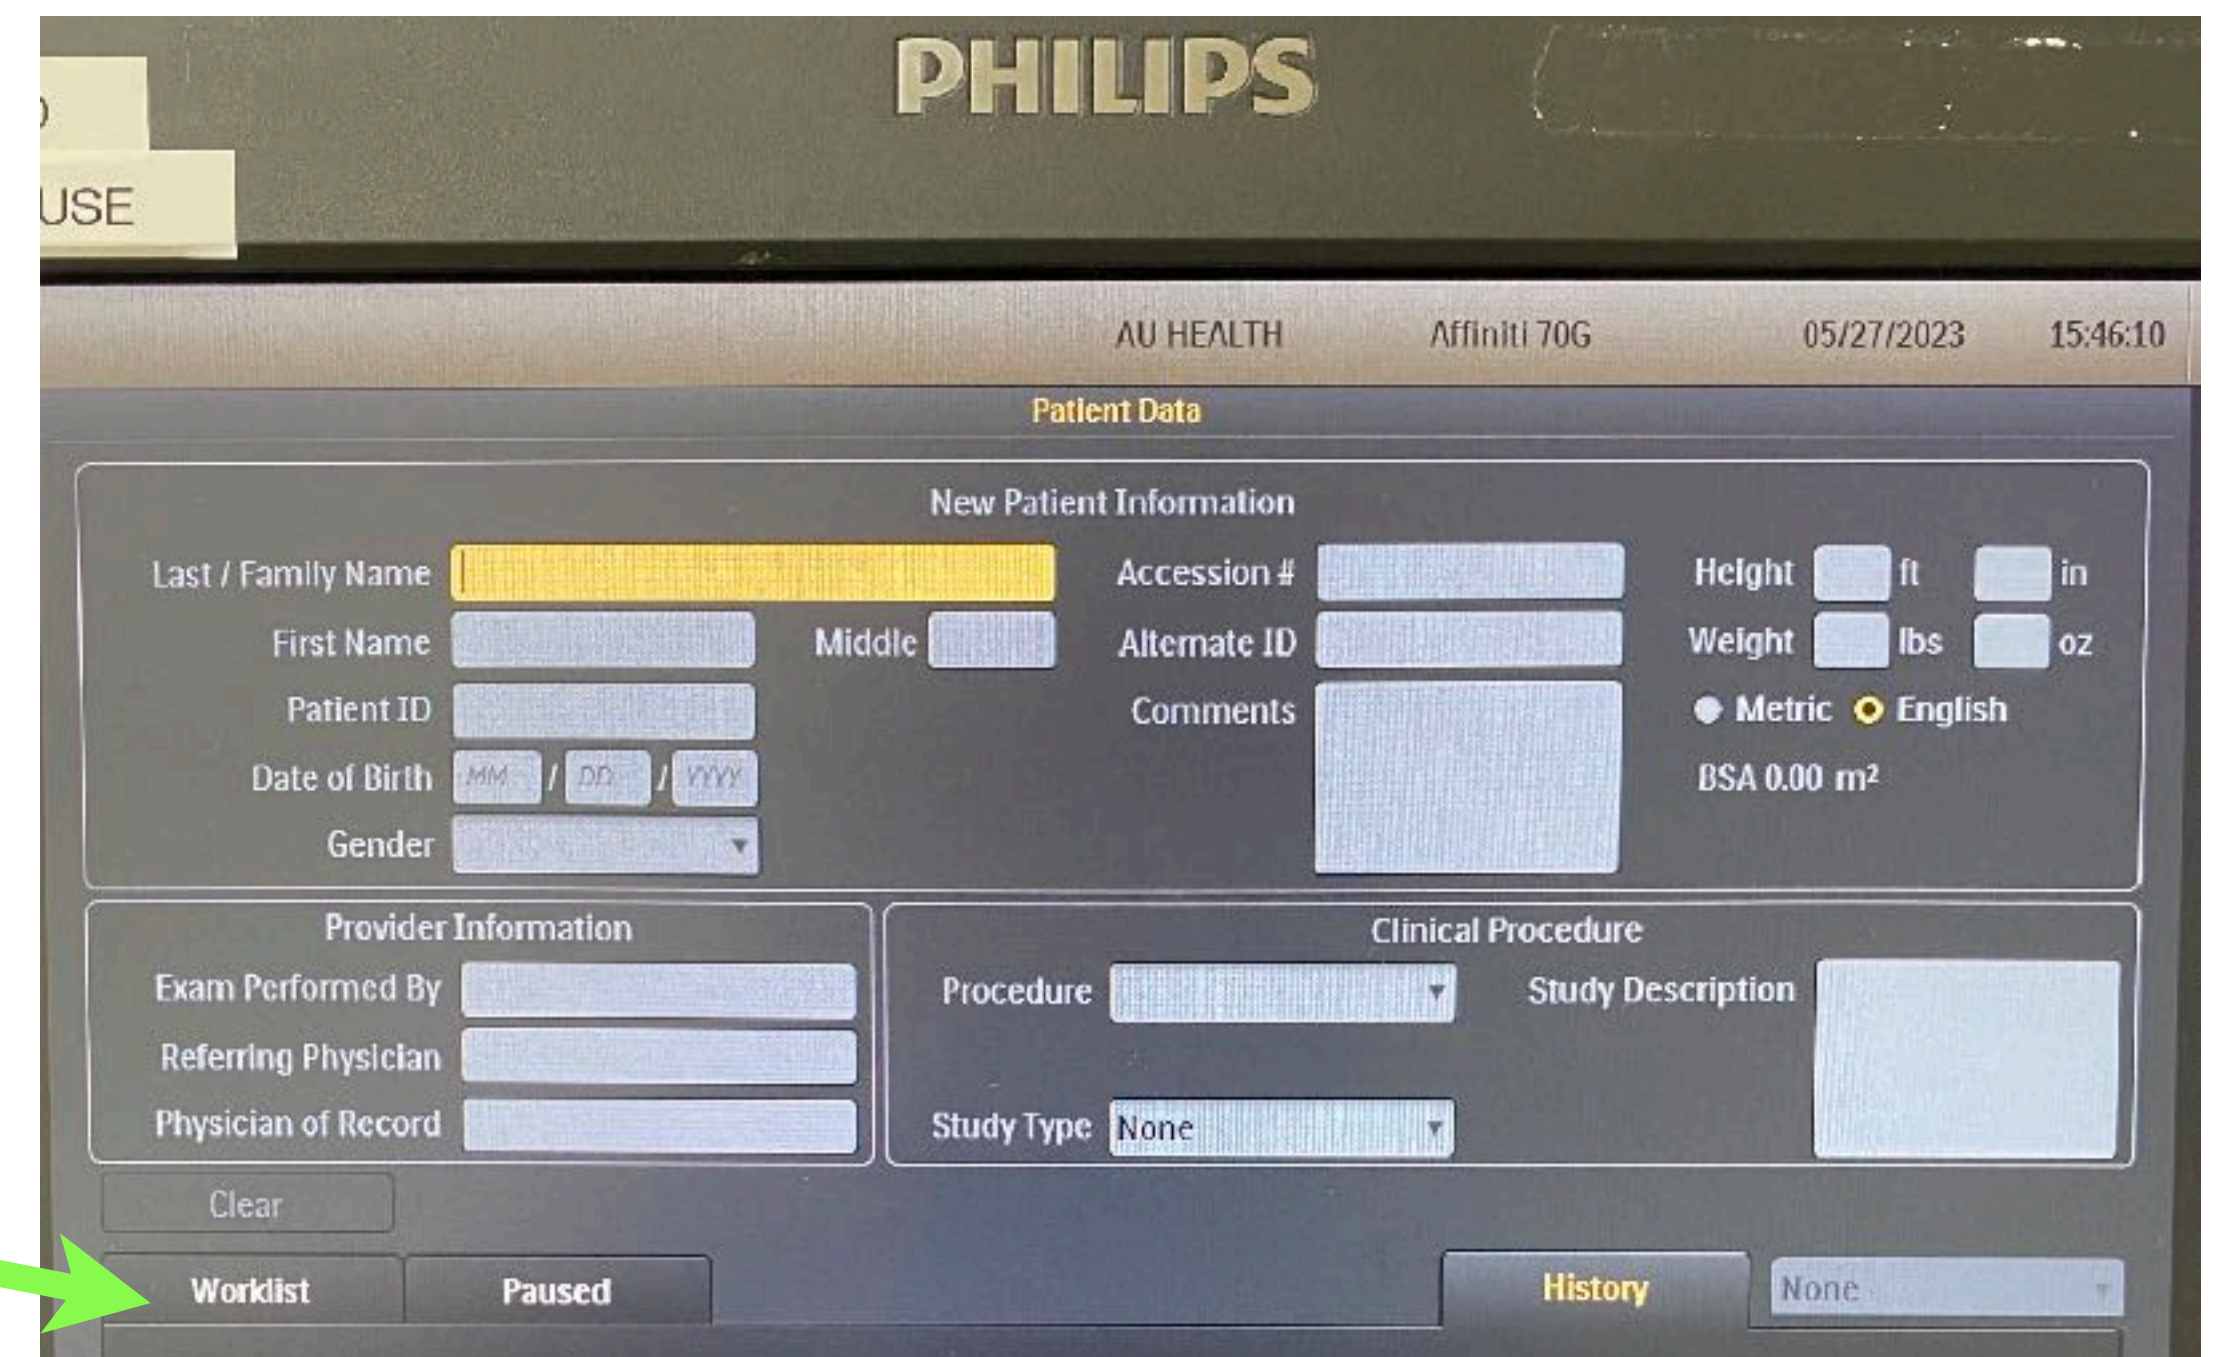 PHILIPS
USE
AU HEALTH Affiniti 70G 05/27/2023 15:46:10
Patient Data
New Patient Information
Last / Family Name Accession # Height ft in
First Name Middle Alternate ID Weight lbs oz
Patient ID Comments Metric English
Date of Birth MM / DD / YYYY BSA 0.00 m²
Gender
Provider Information Clinical Procedure
Exam Performed By Procedure Study Description
Referring Physician
Physician of Record Study Type None
Clear
Worklist Paused History None